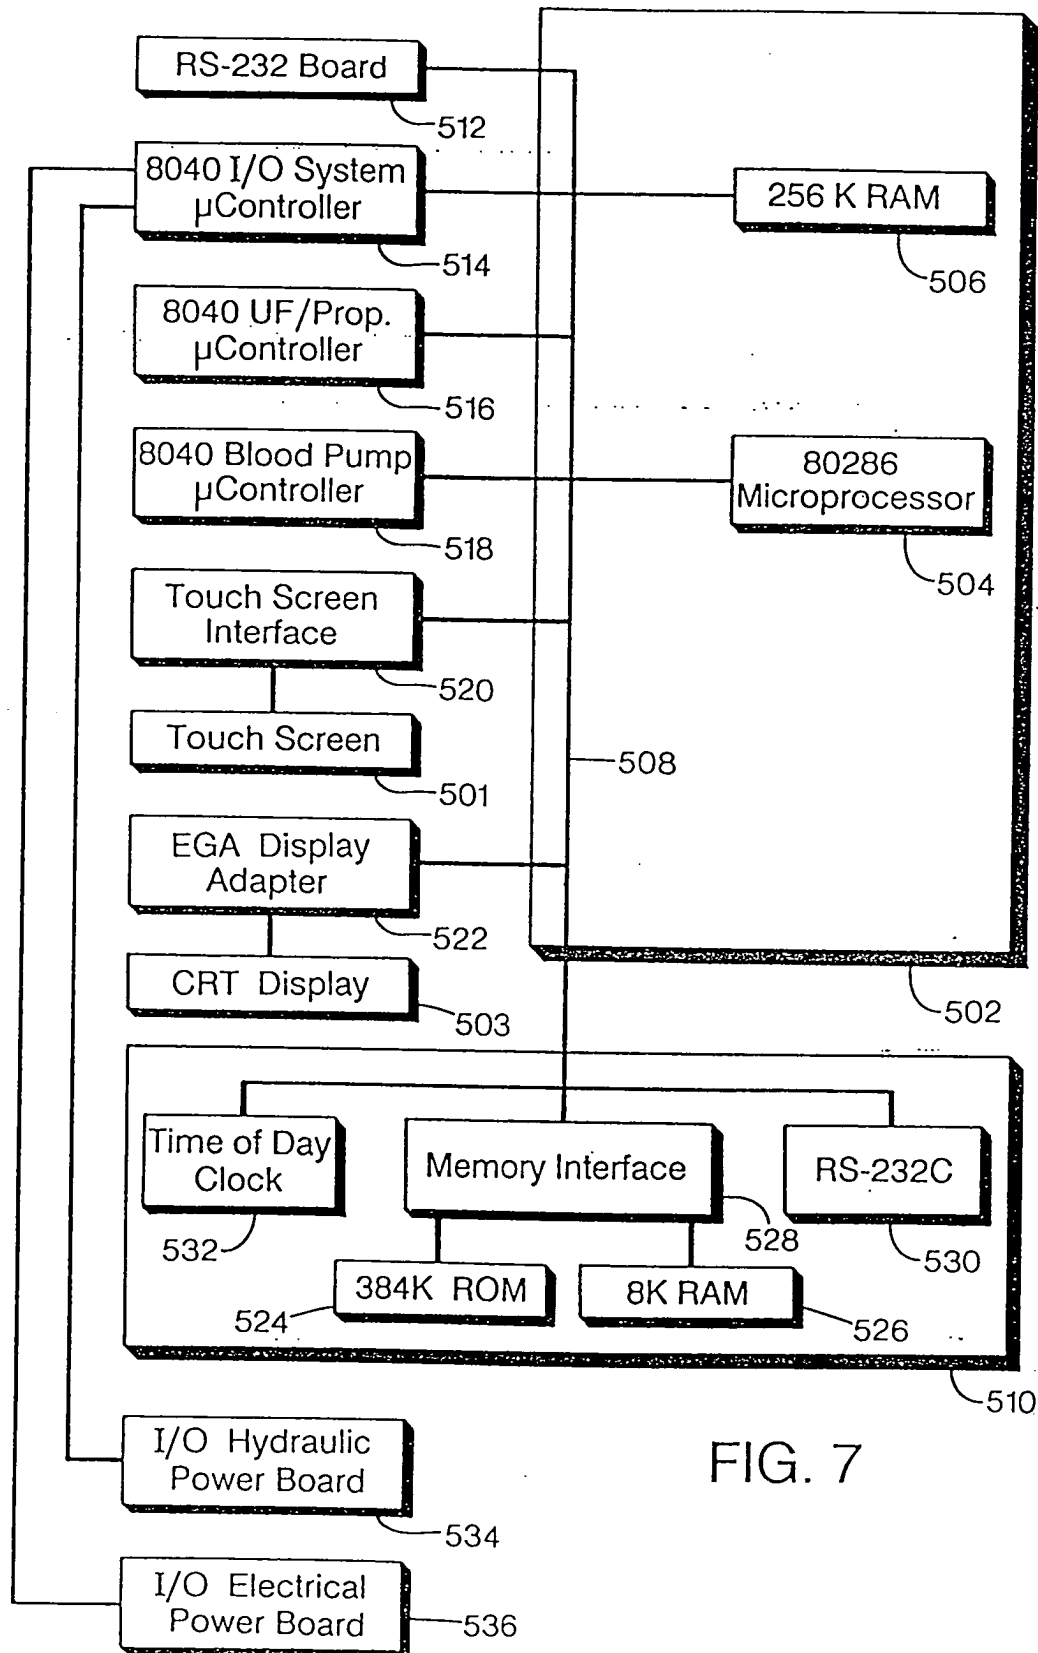 RS-232 Board
512
8040 I/O System
µController
514
256 K RAM
506
8040 UF/Prop.
µController
516
8040 Blood Pump
µController
518
80286
Microprocessor
504
Touch Screen
Interface
520
Touch Screen
501
508
EGA Display
Adapter
522
CRT Display
503
502
Time of Day
Clock
532
Memory Interface
528
RS-232C
530
384K ROM
524
8K RAM
526
510
I/O Hydraulic
Power Board
534
FIG. 7
I/O Electrical
Power Board
536